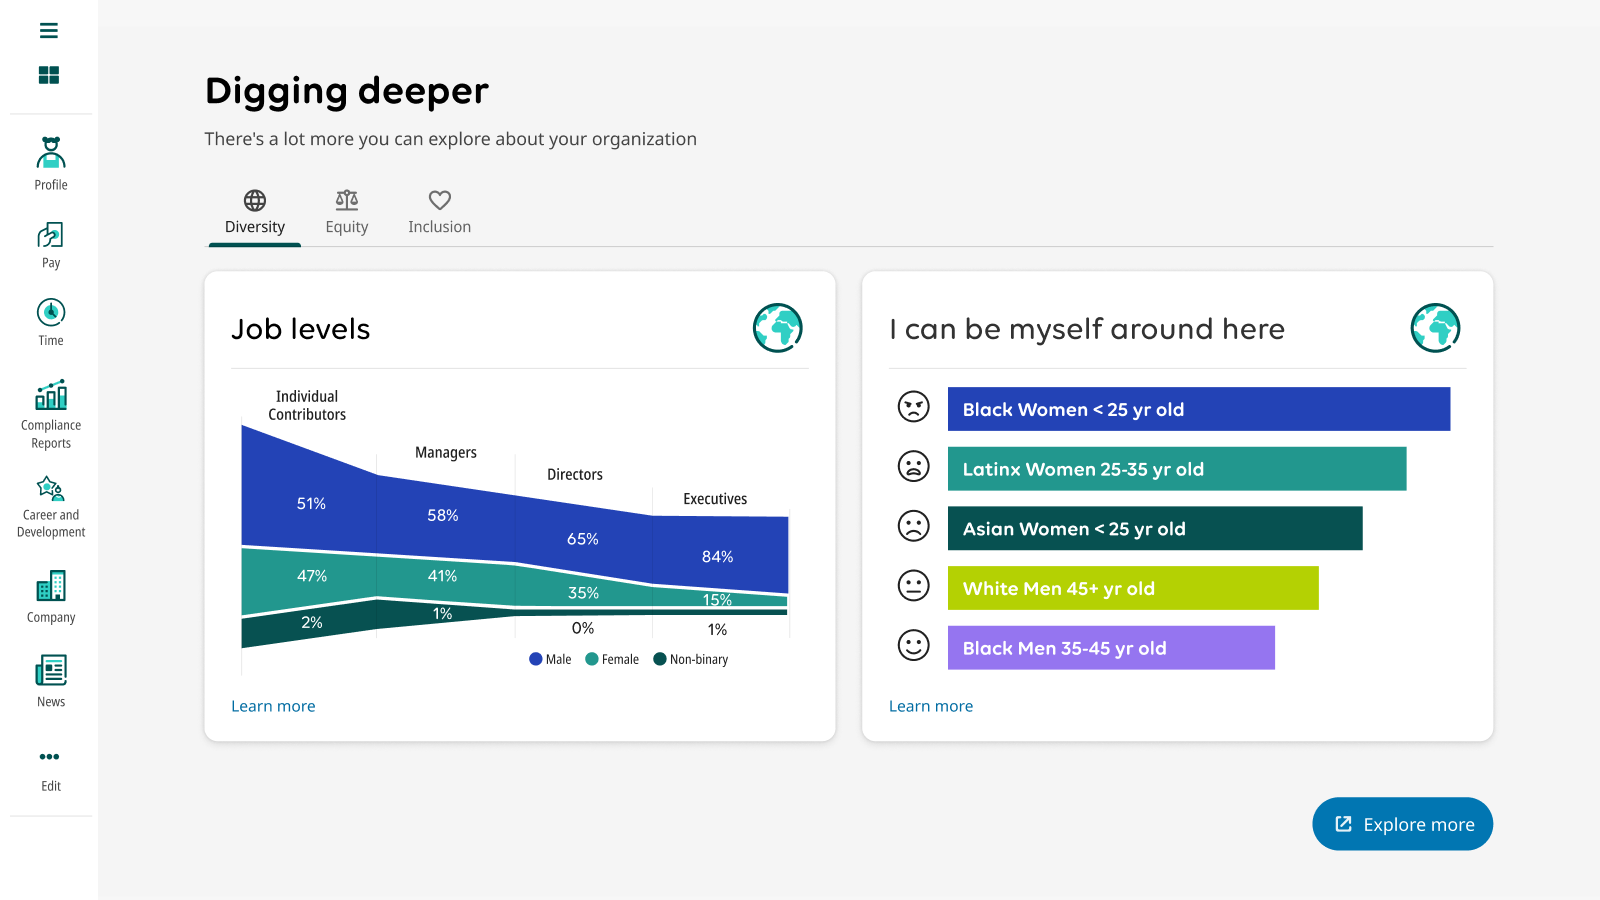 Profile
Pay
Time
Compliance
Reports
Career and
Development
Company
News
Edit
Digging deeper
There's a lot more you can explore about your organization
Diversity
Equity
Inclusion
Job levels
Individual
Contributors
Managers
Directors
Executives
51%
58%
65%
84%
47%
41%
35%
15%
2%
1%
0%
1%
Male
Female
Non-binary
Learn more
I can be myself around here
Black Women < 25 yr old
Latinx Women 25-35 yr old
Asian Women < 25 yr old
White Men 45+ yr old
Black Men 35-45 yr old
Learn more
Explore more